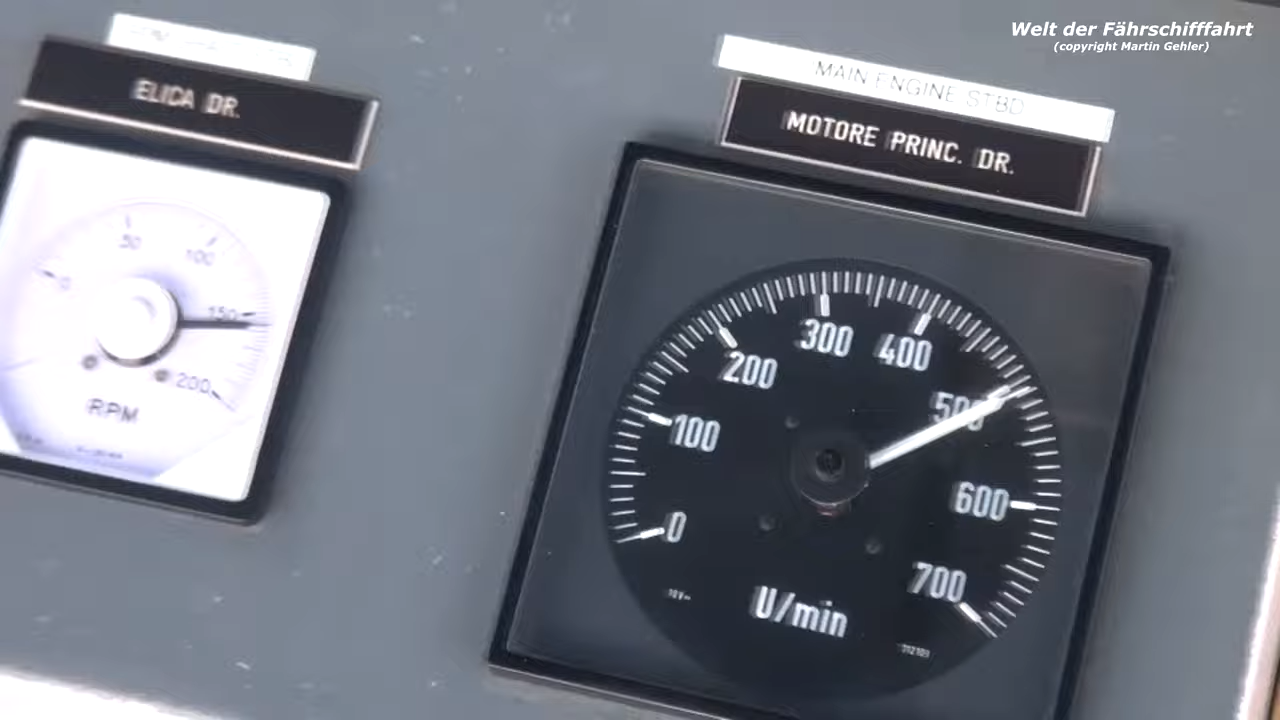 Welt der Fährschifffahrt
(copyright Martin Gehler)
ELICA DR.
50
100
0
150
200
RPM
MAIN ENGINE STBD
MOTORE PRINC. DR.
300
400
200
500
100
600
0
700
U/min